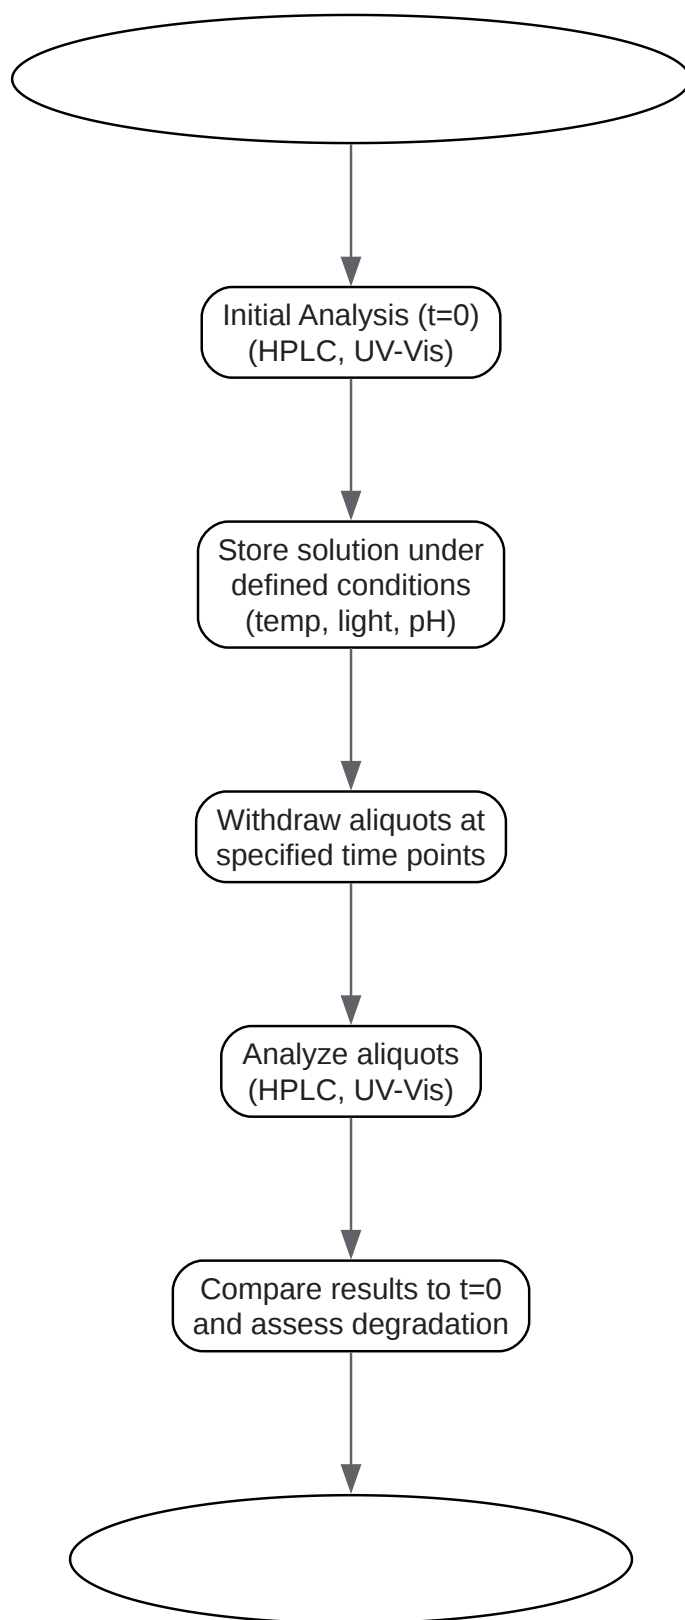 Initial Analysis (t=0)
(HPLC, UV-Vis)
Store solution under
defined conditions
(temp, light, pH)
Withdraw aliquots at
specified time points
Analyze aliquots
(HPLC, UV-Vis)
Compare results to t=0
and assess degradation